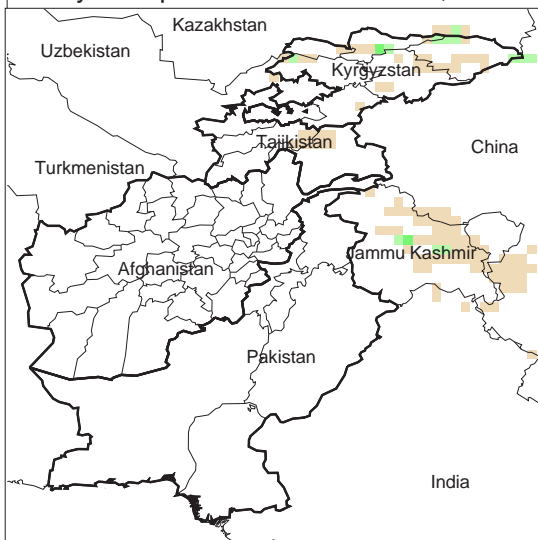 Kazakhstan
Uzbekistan
Kyrgyzstan
Tajikistan
China
Turkmenistan
Jammu Kashmir
Afghanistan
Pakistan
India